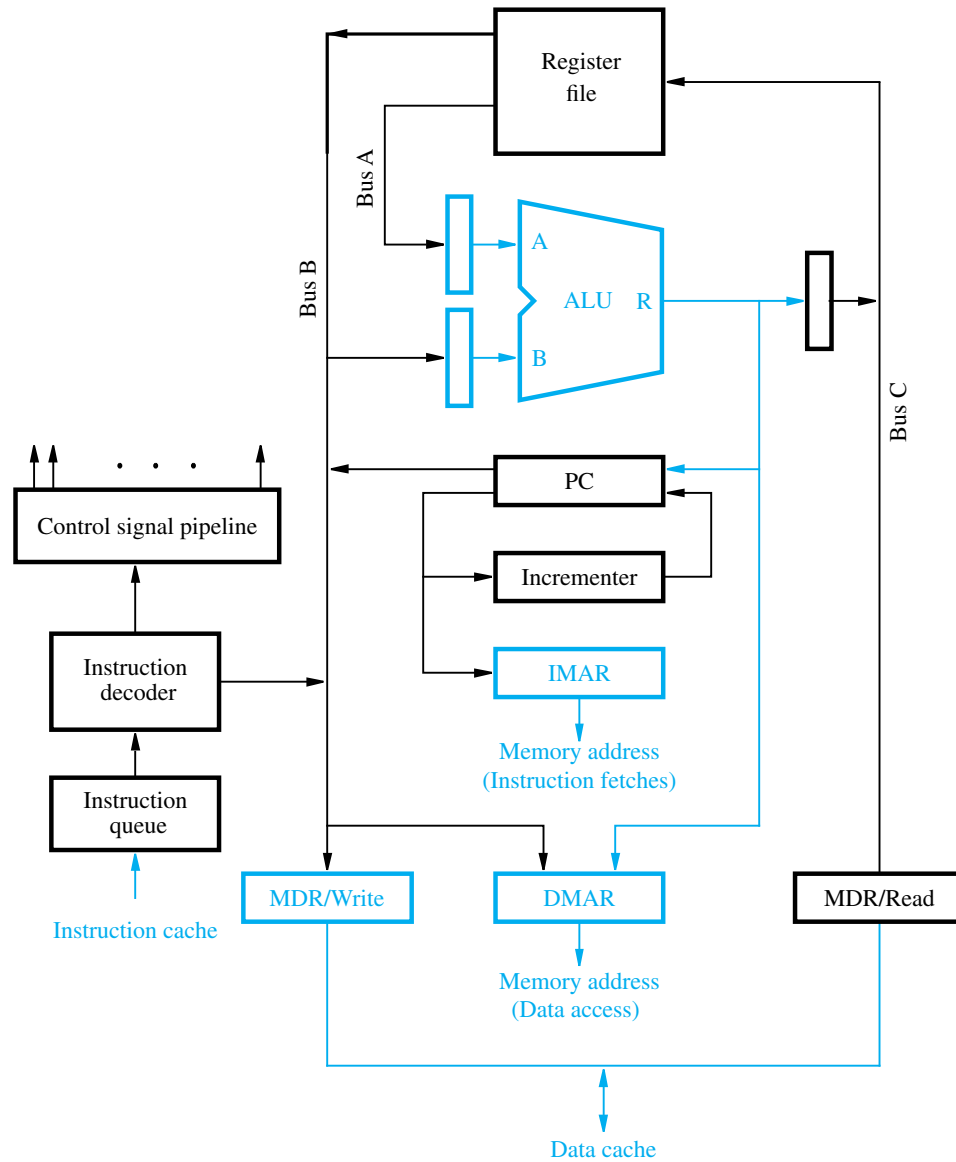 Register
file
Bus A
Bus B
A
ALU
R
B
Bus C
PC
. . .
Control signal pipeline
Incrementer
Instruction
decoder
IMAR
Memory address
(Instruction fetches)
Instruction
queue
MDR/Write
DMAR
MDR/Read
Instruction cache
Memory address
(Data access)
Data cache